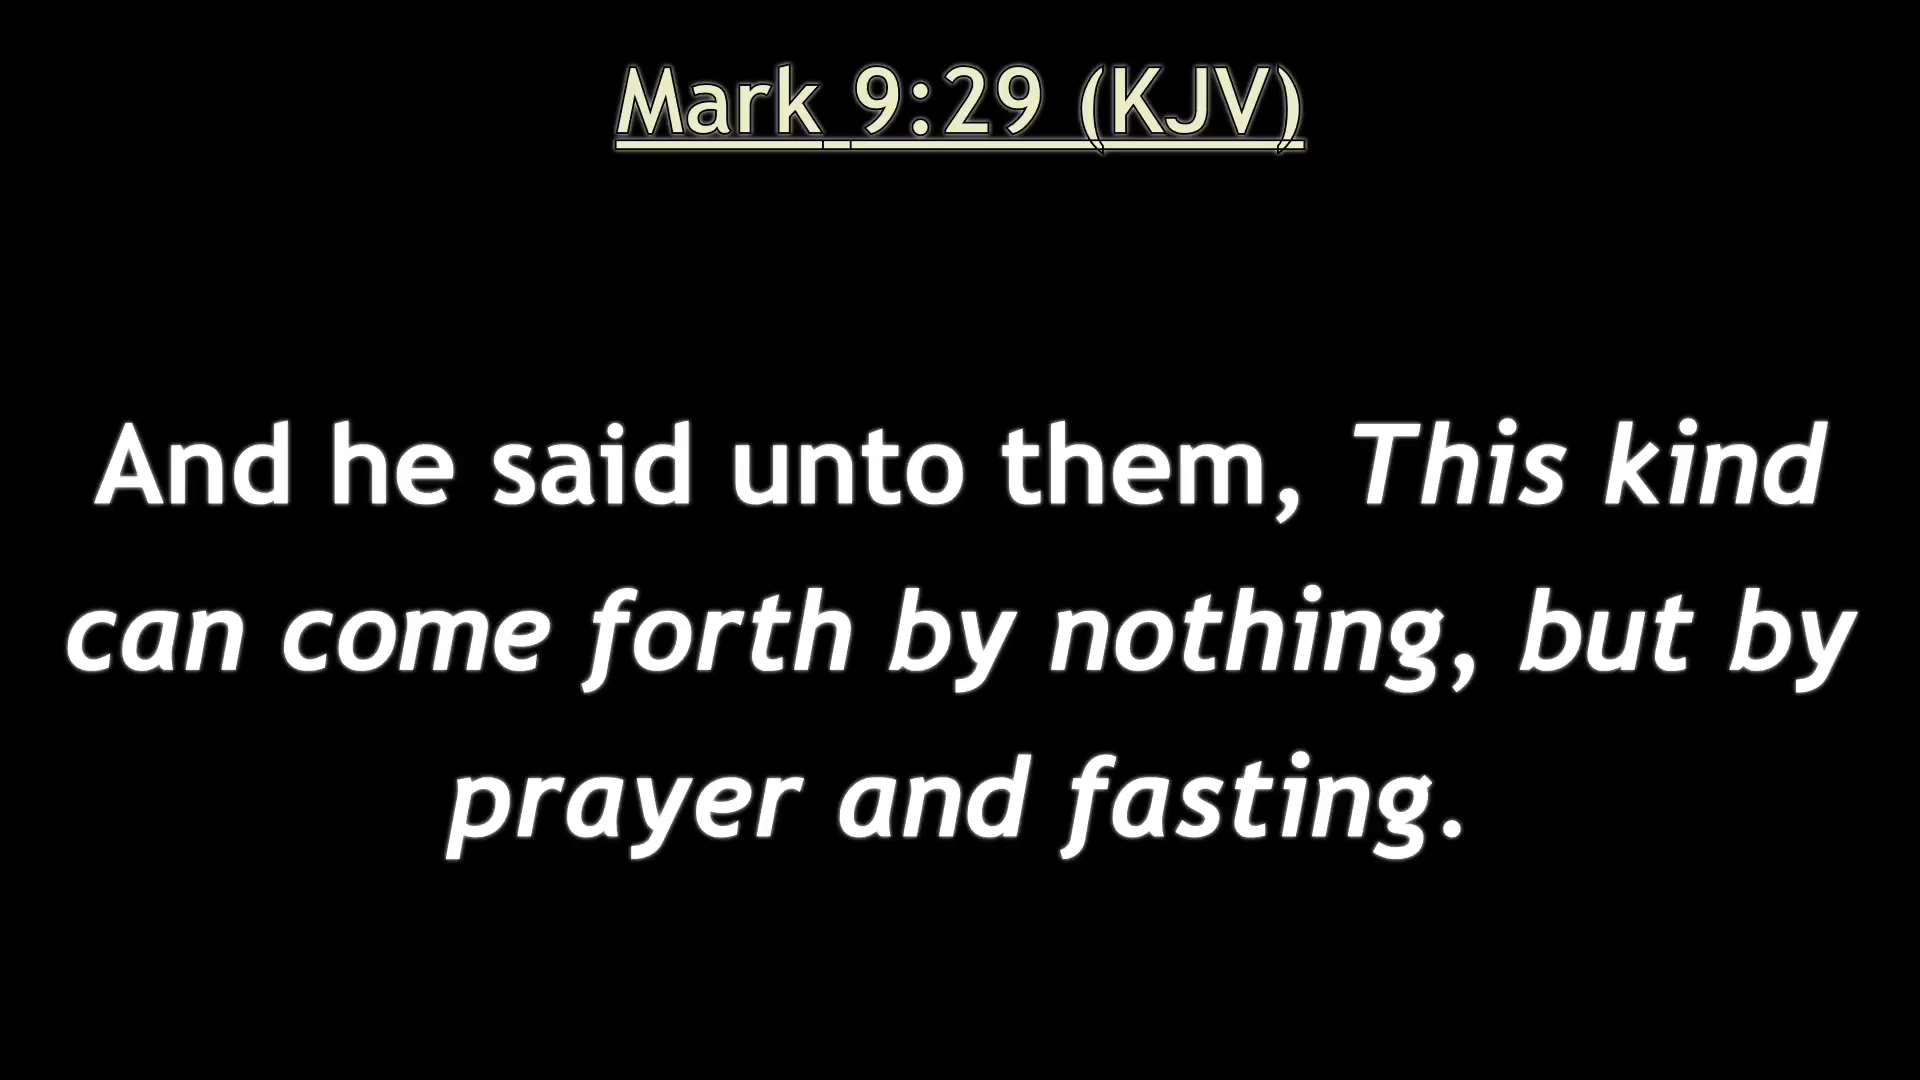 Mark 9:29 (KJV)
And he said unto them, This kind
can come forth by nothing, but by
prayer and fasting.